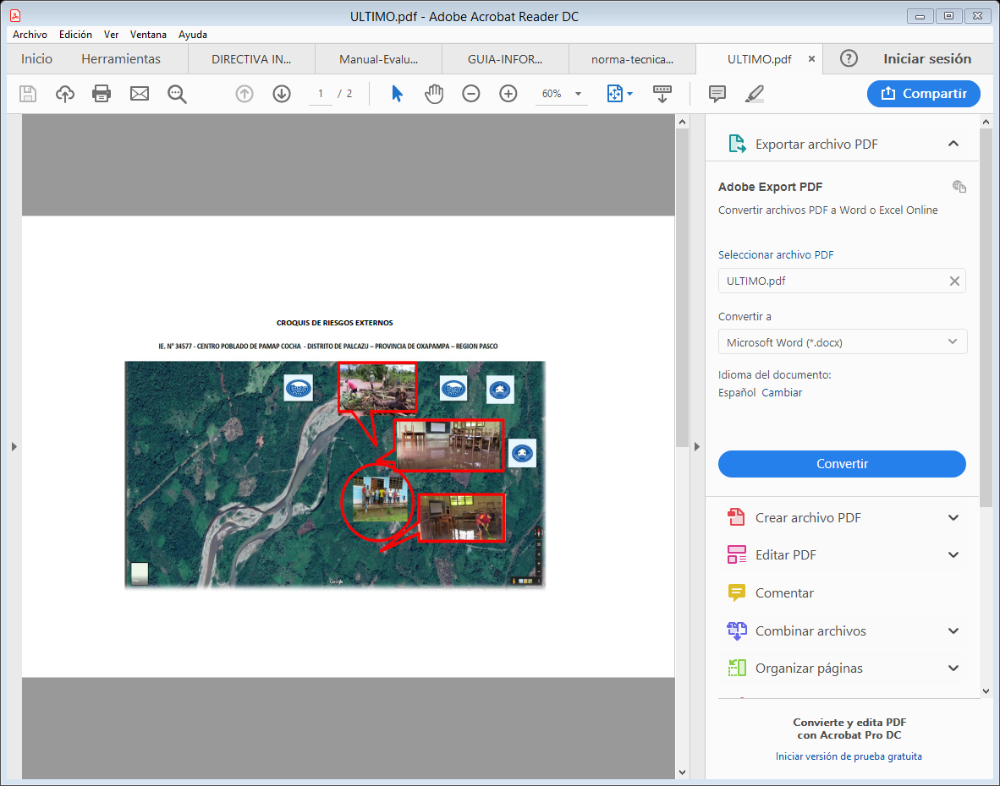 ULTIMO.pdf - Adobe Acrobat Reader DC
Archivo Edición Ver Ventana Ayuda
Inicio Herramientas DIRECTIVA IN... Manual-Evalu... GUIA-INFOR... norma-tecnica... ULTIMO.pdf × ? Iniciar sesión
1 / 2 60% Compartir
Exportar archivo PDF
Adobe Export PDF
Convertir archivos PDF a Word o Excel Online
Seleccionar archivo PDF
ULTIMO.pdf
Convertir a
Microsoft Word (*.docx)
Idioma del documento:
Español Cambiar
Convertir
Crear archivo PDF
Editar PDF
Comentar
Combinar archivos
Organizar páginas
Convierte y edita PDF
con Acrobat Pro DC
Iniciar versión de prueba gratuita
CROQUIS DE RIESGOS EXTERNOS
IE. N° 34577 - CENTRO POBLADO DE PAMAP COCHA - DISTRITO DE PALCAZU – PROVINCIA DE OXAPAMPA – REGION PASCO
Google